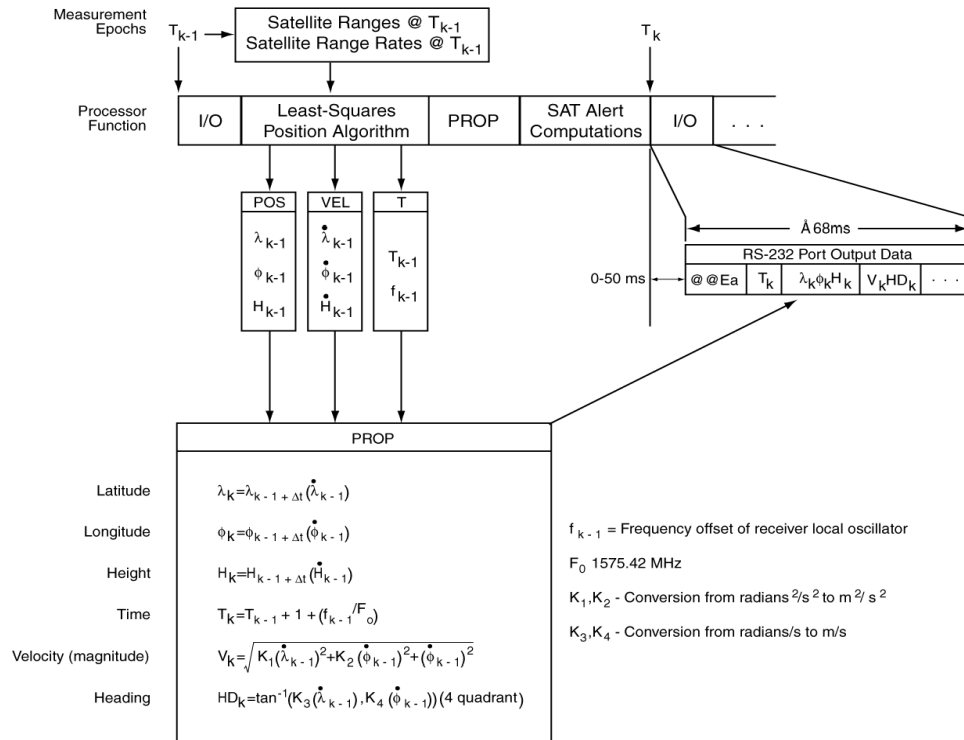 Measurement
Epochs
T_{k-1}
Satellite Ranges @ T_{k-1}
Satellite Range Rates @ T_{k-1}
T_k
Processor
Function
I/O
Least-Squares
Position Algorithm
PROP
SAT Alert
Computations
I/O
. . .
POS
VEL
T
λ_{k-1}
ϕ_{k-1}
H_{k-1}
λ̇_{k-1}
ϕ̇_{k-1}
Ḣ_{k-1}
T_{k-1}
f_{k-1}
Å 68ms
RS-232 Port Output Data
0-50 ms
@ @Ea
T_k
λ_kϕ_kH_k
V_kHD_k
. . .
PROP
Latitude λ_k=λ_{k - 1 + Δt}(λ̇_{k - 1})
Longitude ϕ_k=ϕ_{k - 1 + Δt}(ϕ̇_{k - 1})
Height H_k=H_{k - 1 + Δt}(Ḣ_{k - 1})
Time T_k=T_{k - 1} + 1 + (f_{k - 1}/F_o)
Velocity (magnitude) V_k=√(K_1(λ̇_{k - 1})²+K_2(ϕ̇_{k - 1})²+(ϕ̇_{k - 1})²)
Heading HD_k=tan⁻¹(K_3(λ̇_{k - 1}),K_4(ϕ̇_{k - 1}))(4 quadrant)
f_{k - 1} = Frequency offset of receiver local oscillator
F_0 1575.42 MHz
K_1,K_2 - Conversion from radians²/s² to m²/s²
K_3,K_4 - Conversion from radians/s to m/s